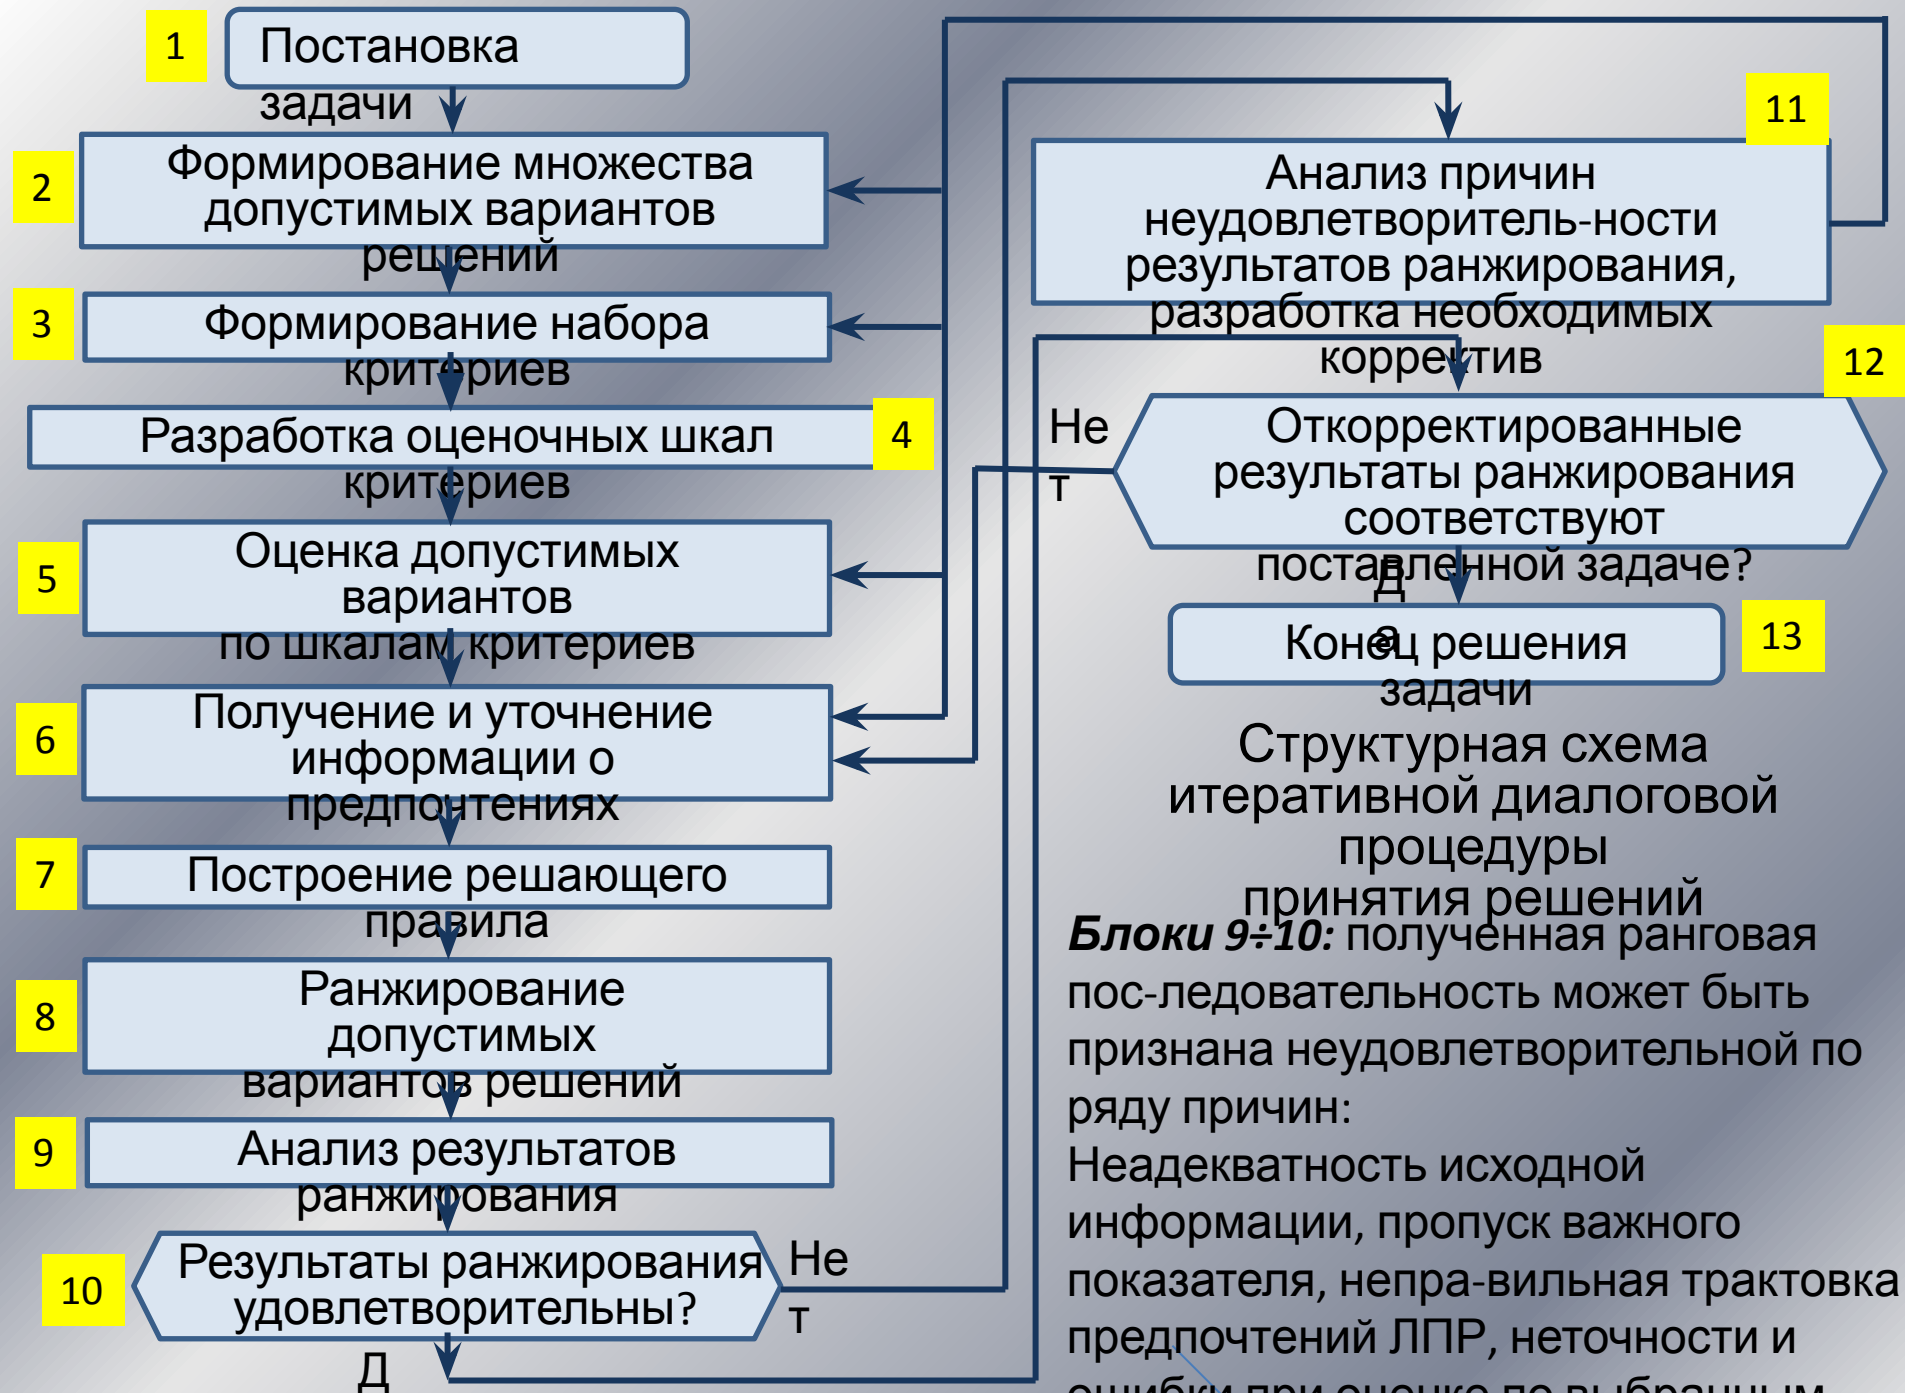 1
Постановка
задачи
2
Формирование множества
допустимых вариантов
решений
3
Формирование набора
критериев
4
Разработка оценочных шкал
критериев
5
Оценка допустимых
вариантов
по шкалам критериев
6
Получение и уточнение
информации о
предпочтениях
7
Построение решающего
правила
8
Ранжирование
допустимых
вариантов решений
9
Анализ результатов
ранжирования
10
Результаты ранжирования
удовлетворительны?
Не
т
Д
11
Анализ причин
неудовлетворитель-ности
результатов ранжирования,
разработка необходимых
корректив
12
Откорректированные
результаты ранжирования
соответствуют
поставленной задаче?
Не
т
Д
а
13
Конец решения
задачи
Структурная схема
итеративной диалоговой
процедуры
принятия решений
Блоки 9÷10: полученная ранговая
пос-ледовательность может быть
признана неудовлетворительной по
ряду причин:
Неадекватность исходной
информации, пропуск важного
показателя, непра-вильная трактовка
предпочтений ЛПР, неточности и
ошибки при оценке по выбранным